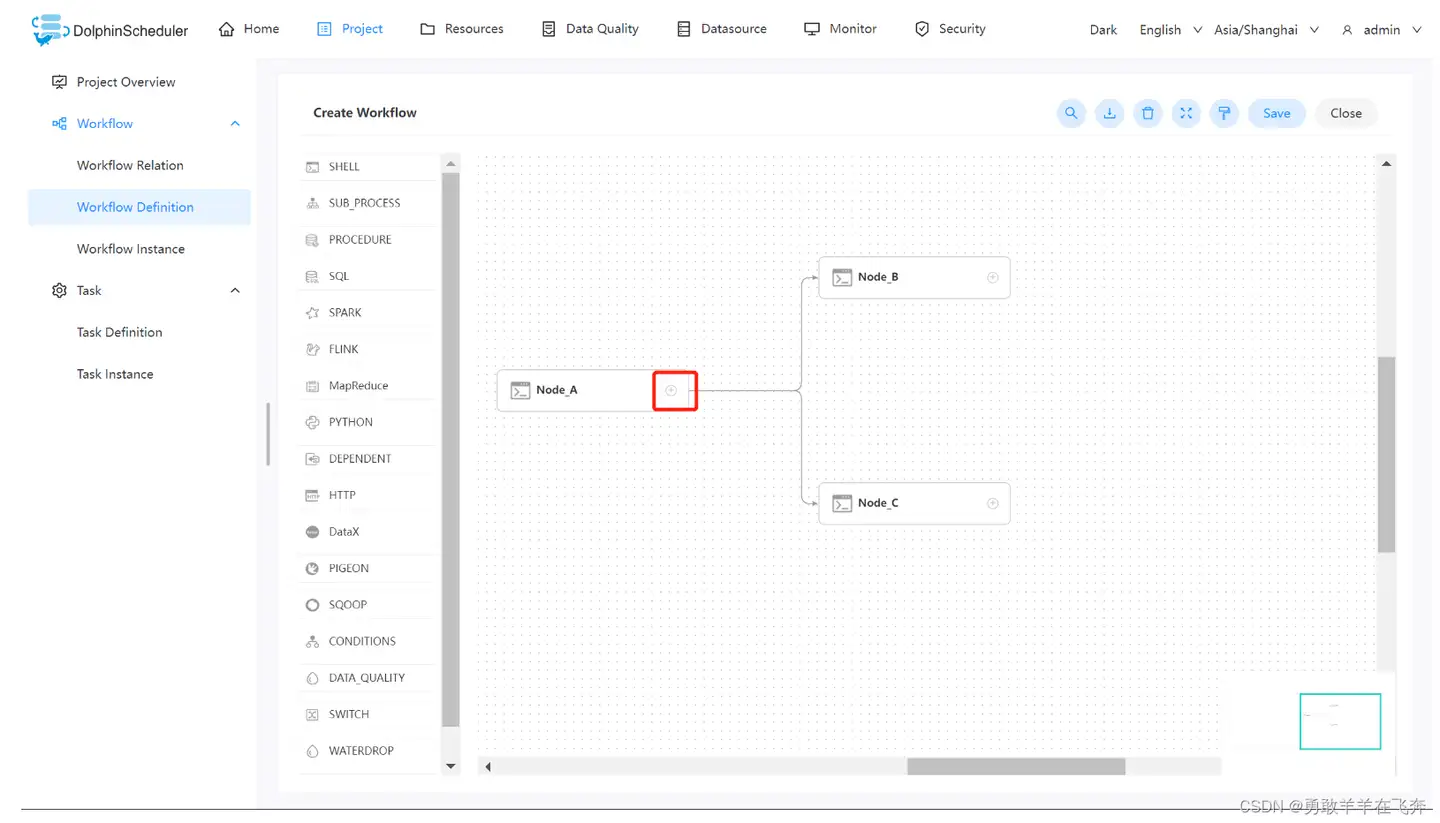 DolphinScheduler
Home
Project
Resources
Data Quality
Datasource
Monitor
Security
Dark
English
Asia/Shanghai
admin
Project Overview
Workflow
Workflow Relation
Workflow Definition
Workflow Instance
Task
Task Definition
Task Instance
Create Workflow
Save
Close
SHELL
SUB_PROCESS
PROCEDURE
SQL
SPARK
FLINK
MapReduce
PYTHON
DEPENDENT
HTTP
DataX
PIGEON
SQOOP
CONDITIONS
DATA_QUALITY
SWITCH
WATERDROP
Node_A
Node_B
Node_C
CSDN @勇敢羊羊在飞奔